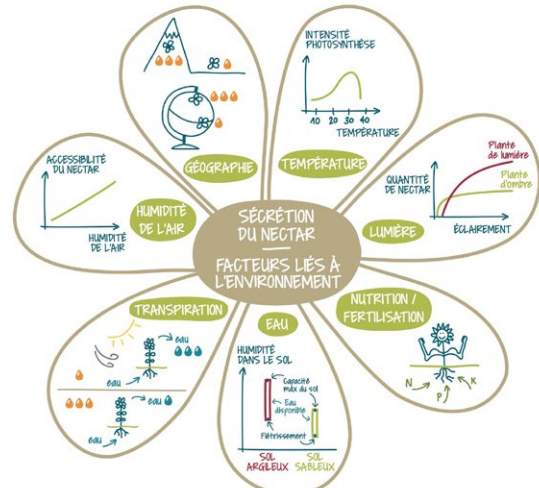 SÉCRÉTION
DU NECTAR
FACTEURS LIÉS À
L'ENVIRONNEMENT
GÉOGRAPHIE
INTENSITÉ
PHOTOSYNTHÈSE
10 20 30 40
TEMPÉRATURE
TEMPÉRATURE
Plante
de lumière
Plante
d'ombre
QUANTITÉ
DE NECTAR
ÉCLAIREMENT
LUMIÈRE
NUTRITION /
FERTILISATION
N
P
K
EAU
HUMIDITÉ
DANS LE SOL
Capacité
max du sol
Eau
disponible
Flétrissement
SOL
ARGILEUX
SOL
SABLEUX
TRANSPIRATION
eau
eau
eau
eau
ACCESSIBILITÉ
DU NECTAR
HUMIDITÉ
DE L'AIR
HUMIDITÉ
DE L'AIR